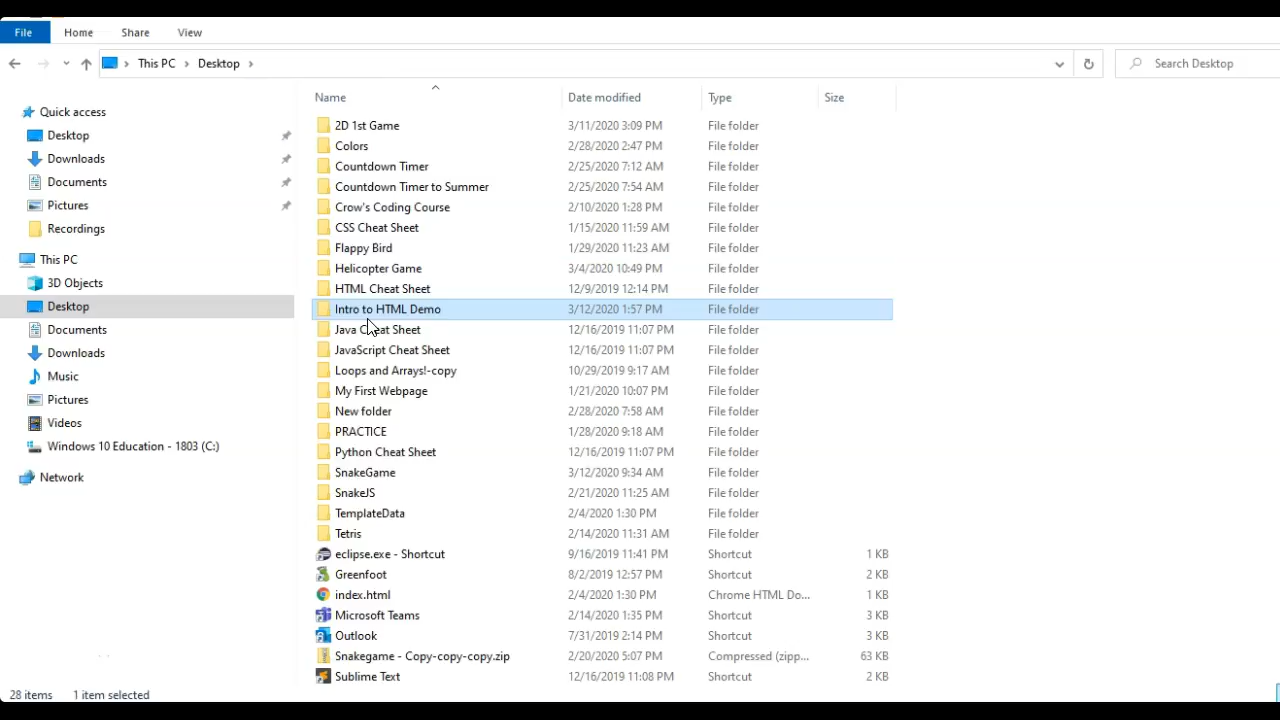 File Home Share View
This PC Desktop Search Desktop
Name Date modified Type Size
Quick access
Desktop
Downloads
Documents
Pictures
Recordings
This PC
3D Objects
Desktop
Documents
Downloads
Music
Pictures
Videos
Windows 10 Education - 1803 (C:)
Network
2D 1st Game 3/11/2020 3:09 PM File folder
Colors 2/28/2020 2:47 PM File folder
Countdown Timer 2/25/2020 7:12 AM File folder
Countdown Timer to Summer 2/25/2020 7:54 AM File folder
Crow's Coding Course 2/10/2020 1:28 PM File folder
CSS Cheat Sheet 1/15/2020 11:59 AM File folder
Flappy Bird 1/29/2020 11:23 AM File folder
Helicopter Game 3/4/2020 10:49 PM File folder
HTML Cheat Sheet 12/9/2019 12:14 PM File folder
Intro to HTML Demo 3/12/2020 1:57 PM File folder
Java Cheat Sheet 12/16/2019 11:07 PM File folder
JavaScript Cheat Sheet 12/16/2019 11:07 PM File folder
Loops and Arrays!-copy 10/29/2019 9:17 AM File folder
My First Webpage 1/21/2020 10:07 PM File folder
New folder 2/28/2020 7:58 AM File folder
PRACTICE 1/28/2020 9:18 AM File folder
Python Cheat Sheet 12/16/2019 11:07 PM File folder
SnakeGame 3/12/2020 9:34 AM File folder
SnakeJS 2/21/2020 11:25 AM File folder
TemplateData 2/4/2020 1:30 PM File folder
Tetris 2/14/2020 11:31 AM File folder
eclipse.exe - Shortcut 9/16/2019 11:41 PM Shortcut 1 KB
Greenfoot 8/2/2019 12:57 PM Shortcut 2 KB
index.html 2/4/2020 1:30 PM Chrome HTML Do... 1 KB
Microsoft Teams 2/14/2020 1:35 PM Shortcut 3 KB
Outlook 7/31/2019 2:14 PM Shortcut 3 KB
Snakegame - Copy-copy-copy.zip 2/20/2020 5:07 PM Compressed (zipp... 63 KB
Sublime Text 12/16/2019 11:08 PM Shortcut 2 KB
28 items 1 item selected